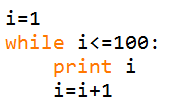 i=1
while i<=100:
    print i
    i=i+1